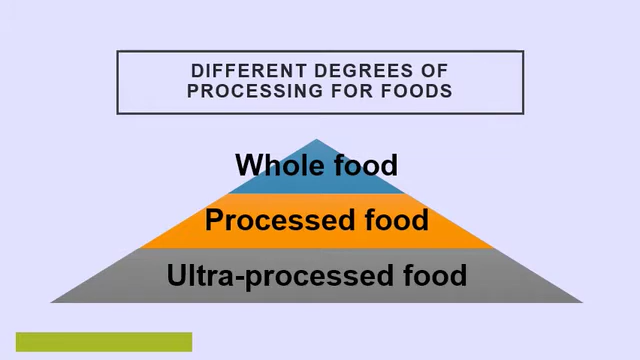 DIFFERENT DEGREES OF
PROCESSING FOR FOODS
Whole food
Processed food
Ultra-processed food